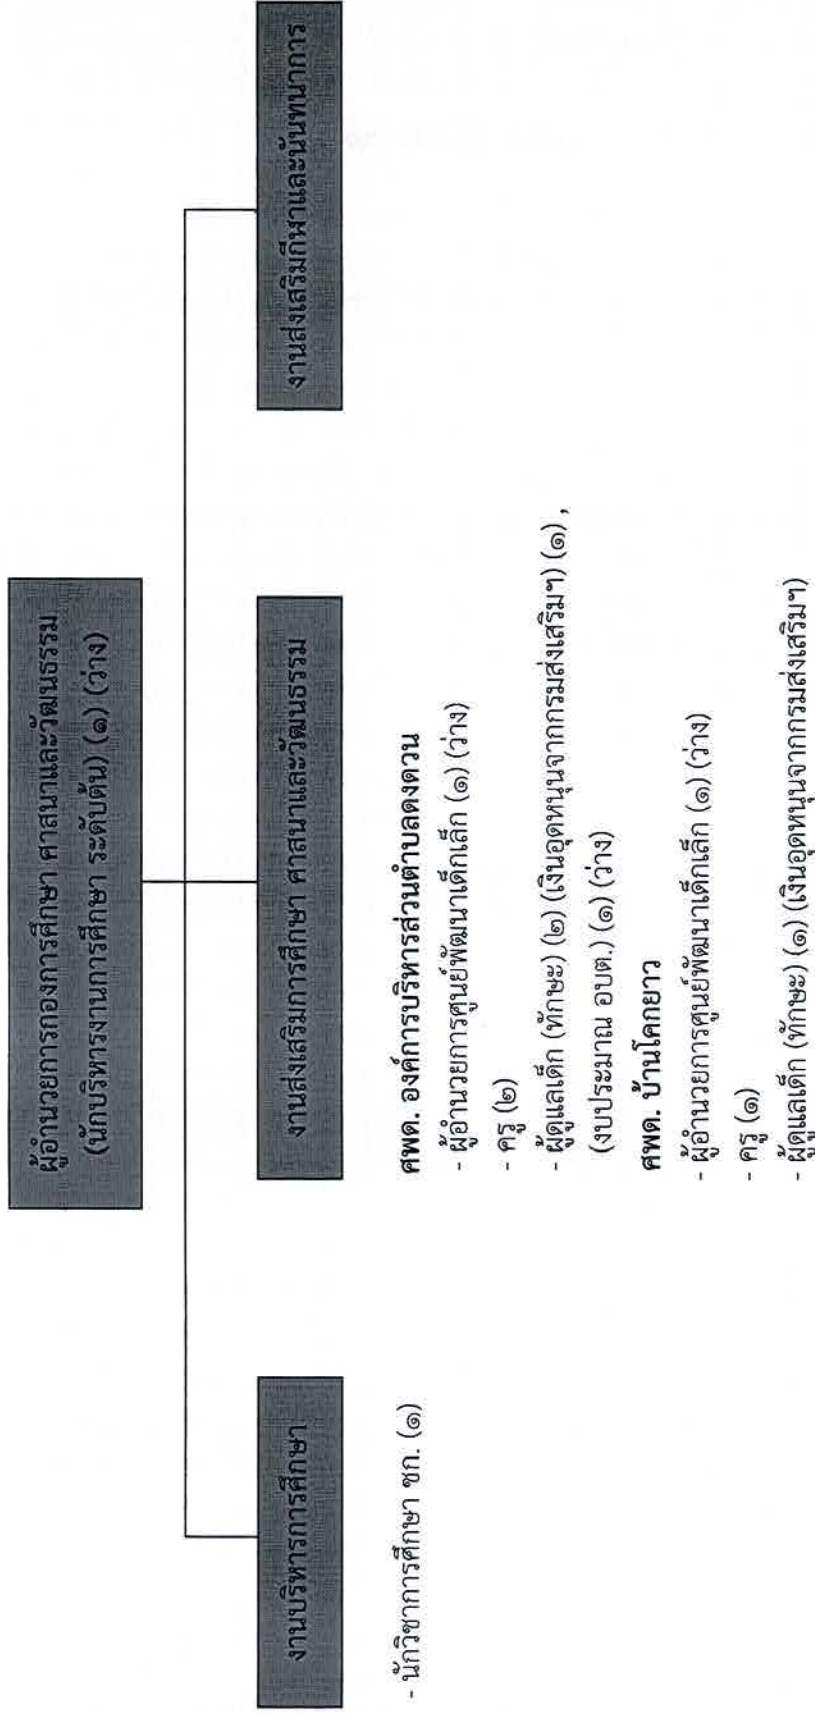 ผู้อำนวยการกองการศึกษา ศาสนาและวัฒนธรรม
(นักบริหารงานการศึกษา ระดับต้น) (๑) (ว่าง)
งานบริหารการศึกษา
งานส่งเสริมการศึกษา ศาสนาและวัฒนธรรม
งานส่งเสริมกีฬาและนันทนาการ
- นักวิชาการศึกษา ชก. (๑)
ศพด. องค์การบริหารส่วนตำบลดงดวน
- ผู้อำนวยการศูนย์พัฒนาเด็กเล็ก (๑) (ว่าง)
- ครู (๒)
- ผู้ดูแลเด็ก (ทักษะ) (๒) (เงินอุดหนุนจากกรมส่งเสริมฯ) (๑) ,
(งบประมาณ อบต.) (๑) (ว่าง)
ศพด. บ้านโคกยาว
- ผู้อำนวยการศูนย์พัฒนาเด็กเล็ก (๑) (ว่าง)
- ครู (๑)
- ผู้ดูแลเด็ก (ทักษะ) (๑) (เงินอุดหนุนจากกรมส่งเสริมฯ)